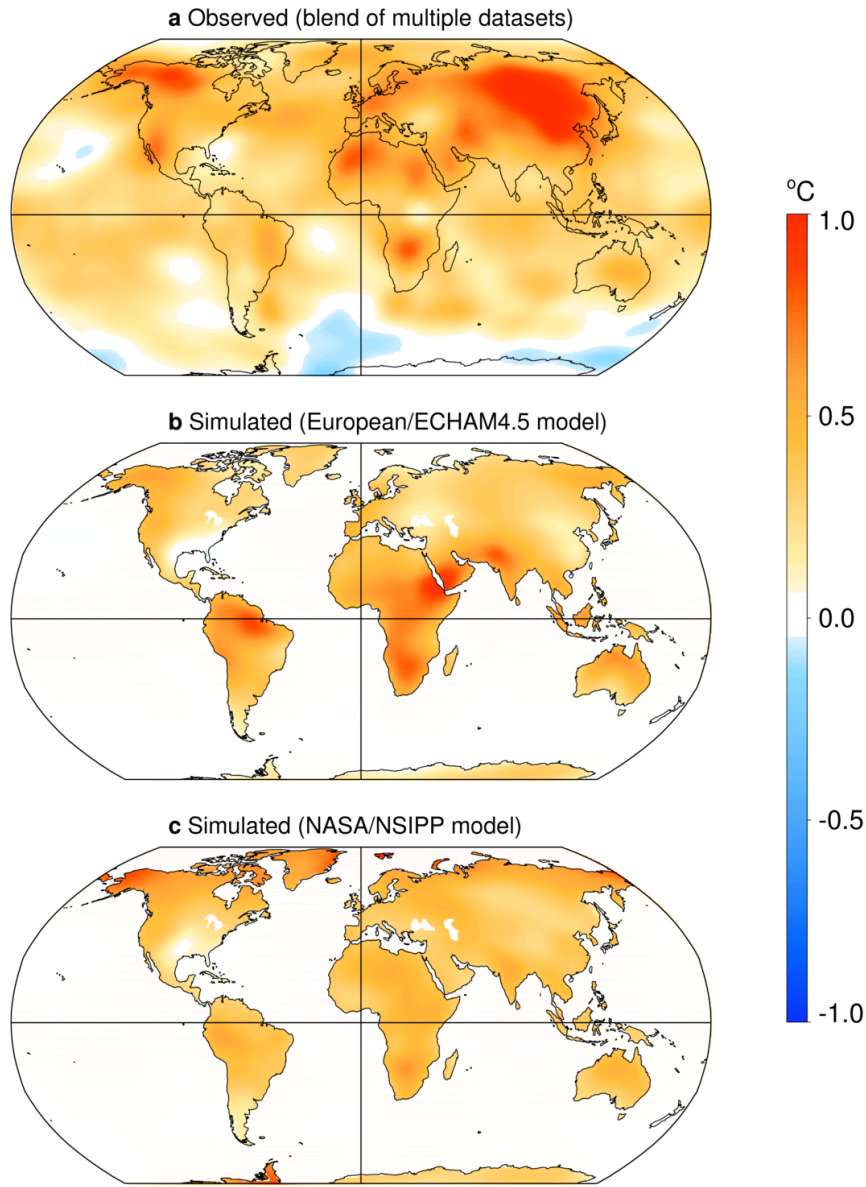 a Observed (blend of multiple datasets)
ºC
1.0
0.5
0.0
-0.5
-1.0
b Simulated (European/ECHAM4.5 model)
c Simulated (NASA/NSIPP model)